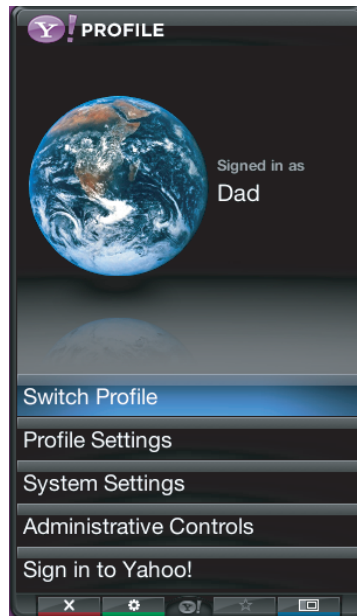 Y! PROFILE
Signed in as
Dad
Switch Profile
Profile Settings
System Settings
Administrative Controls
Sign in to Yahoo!
Y!